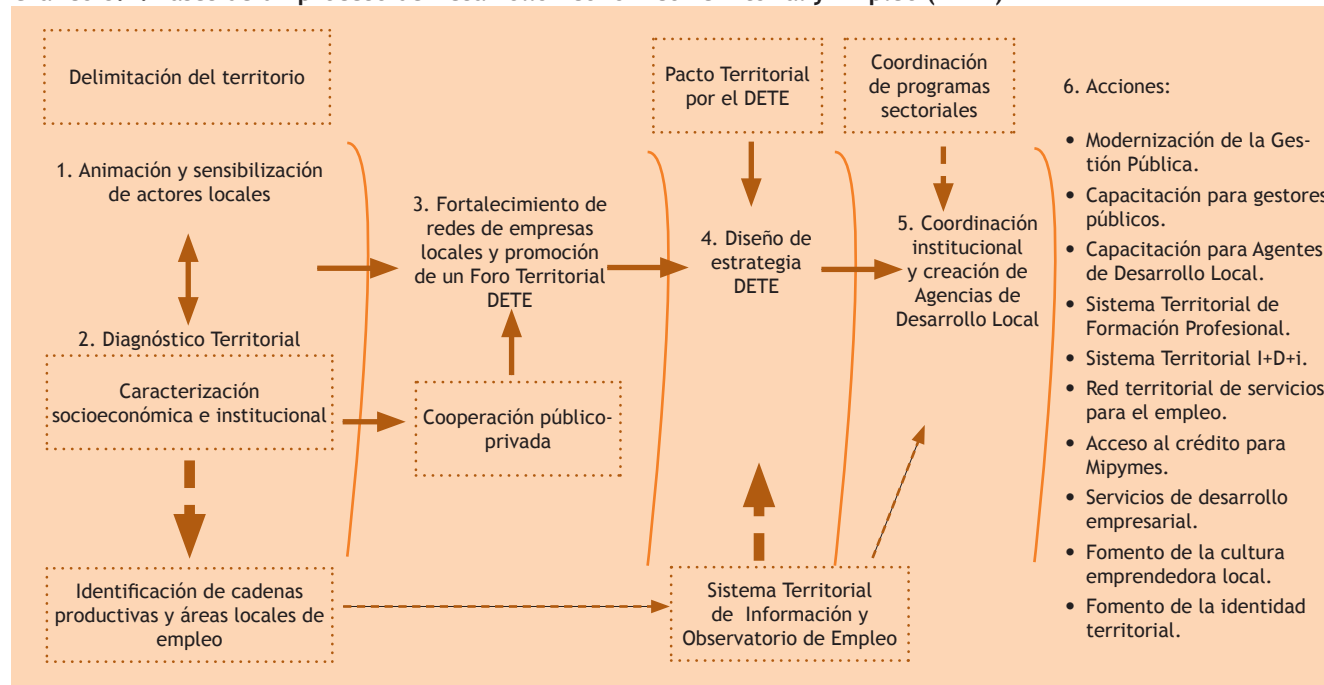 Delimitación del territorio
1. Animación y sensibilización
de actores locales
2. Diagnóstico Territorial
Caracterización
socioeconómica e institucional
Identificación de cadenas
productivas y áreas locales de
empleo
3. Fortalecimiento de
redes de empresas
locales y promoción
de un Foro Territorial
DETE
Cooperación público-
privada
Pacto Territorial
por el DETE
4. Diseño de
estrategia
DETE
Sistema Territorial
de Información y
Observatorio de Empleo
Coordinación
de programas
sectoriales
5. Coordinación
institucional
y creación de
Agencias de
Desarrollo Local
6. Acciones:
• Modernización de la Ges-
tión Pública.
• Capacitación para gestores
públicos.
• Capacitación para Agentes
de Desarrollo Local.
• Sistema Territorial de
Formación Profesional.
• Sistema Territorial I+D+i.
• Red territorial de servicios
para el empleo.
• Acceso al crédito para
Mipymes.
• Servicios de desarrollo
empresarial.
• Fomento de la cultura
emprendedora local.
• Fomento de la identidad
territorial.